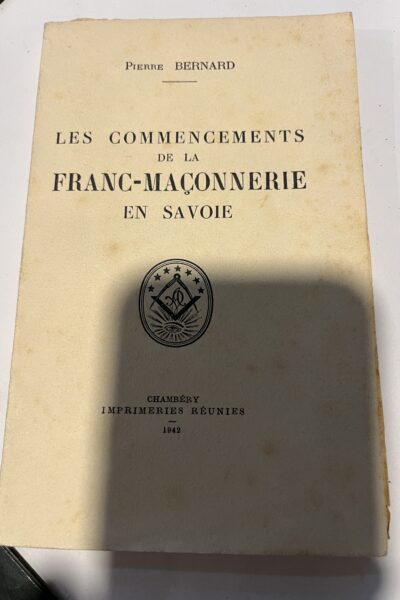 Pierre BERNARD
LES COMMENCEMENTS
DE LA
FRANC-MAÇONNERIE
EN SAVOIE
CHAMBÉRY
IMPRIMERIES RÉUNIES
1942